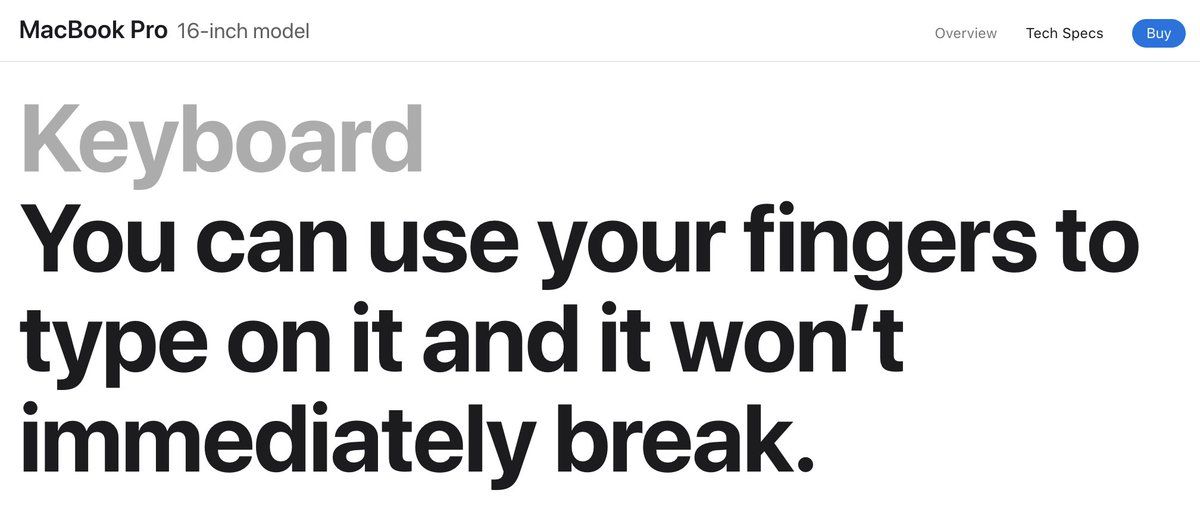 MacBook Pro 16-inch model
Overview Tech Specs Buy
Keyboard
You can use your fingers to
type on it and it won’t
immediately break.